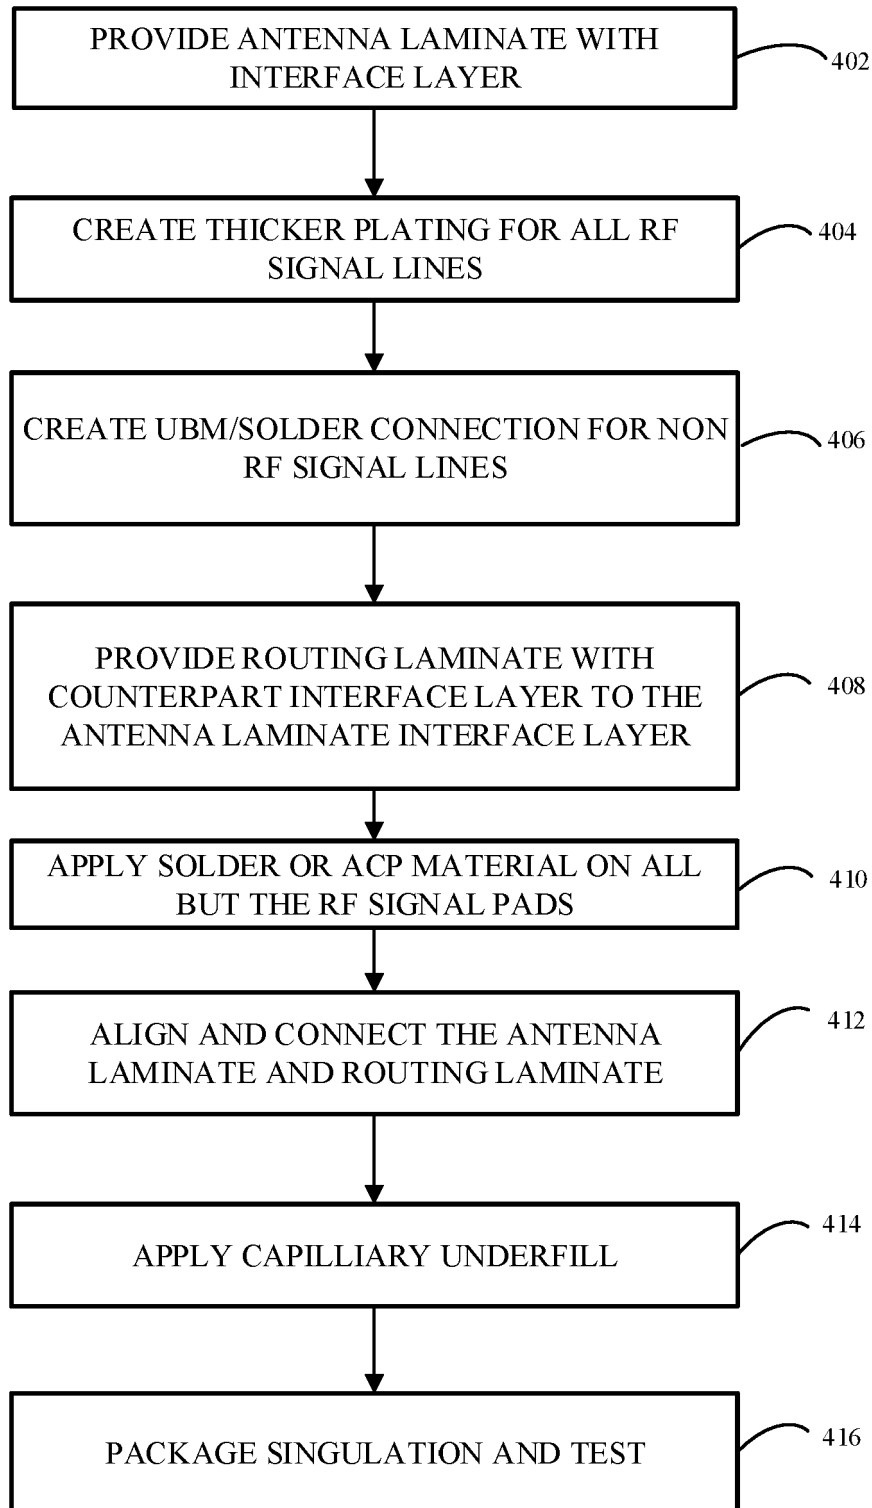 PROVIDE ANTENNA LAMINATE WITH
INTERFACE LAYER
402
CREATE THICKER PLATING FOR ALL RF
SIGNAL LINES
404
CREATE UBM/SOLDER CONNECTION FOR NON
RF SIGNAL LINES
406
PROVIDE ROUTING LAMINATE WITH
COUNTERPART INTERFACE LAYER TO THE
ANTENNA LAMINATE INTERFACE LAYER
408
APPLY SOLDER OR ACP MATERIAL ON ALL
BUT THE RF SIGNAL PADS
410
ALIGN AND CONNECT THE ANTENNA
LAMINATE AND ROUTING LAMINATE
412
APPLY CAPILLIARY UNDERFILL
414
PACKAGE SINGULATION AND TEST
416